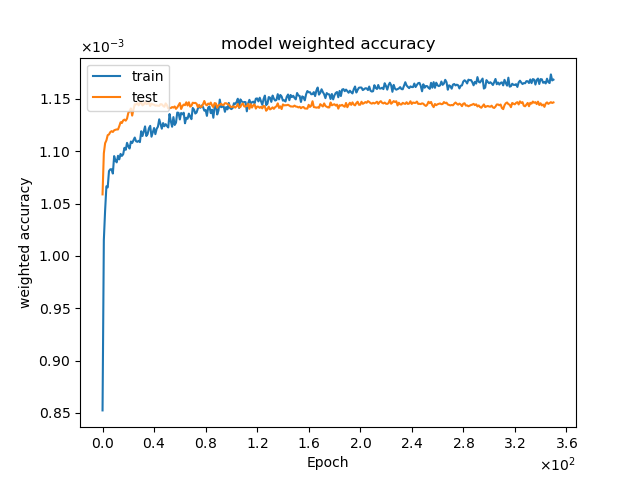 model weighted accuracy
×10⁻³
train
test
1.15
1.10
1.05
1.00
0.95
0.90
0.85
weighted accuracy
0.0 0.4 0.8 1.2 1.6 2.0 2.4 2.8 3.2 3.6
Epoch
×10²